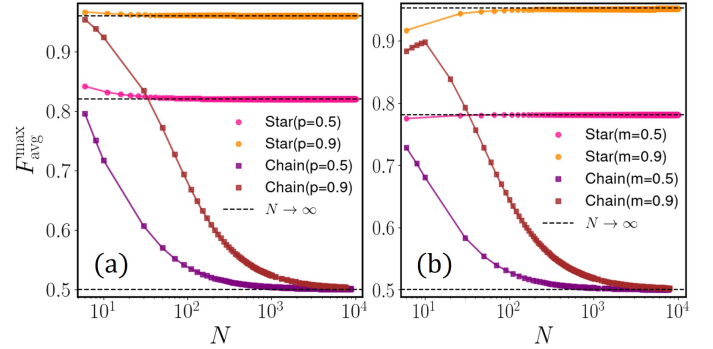 0.9
0.8
0.7
0.6
0.5
F_avg^max
Star(p=0.5)
Star(p=0.9)
Chain(p=0.5)
Chain(p=0.9)
N → ∞
(a)
10^1
10^2
10^3
10^4
N
0.9
0.8
0.7
0.6
0.5
Star(m=0.5)
Star(m=0.9)
Chain(m=0.5)
Chain(m=0.9)
N → ∞
(b)
10^1
10^2
10^3
10^4
N